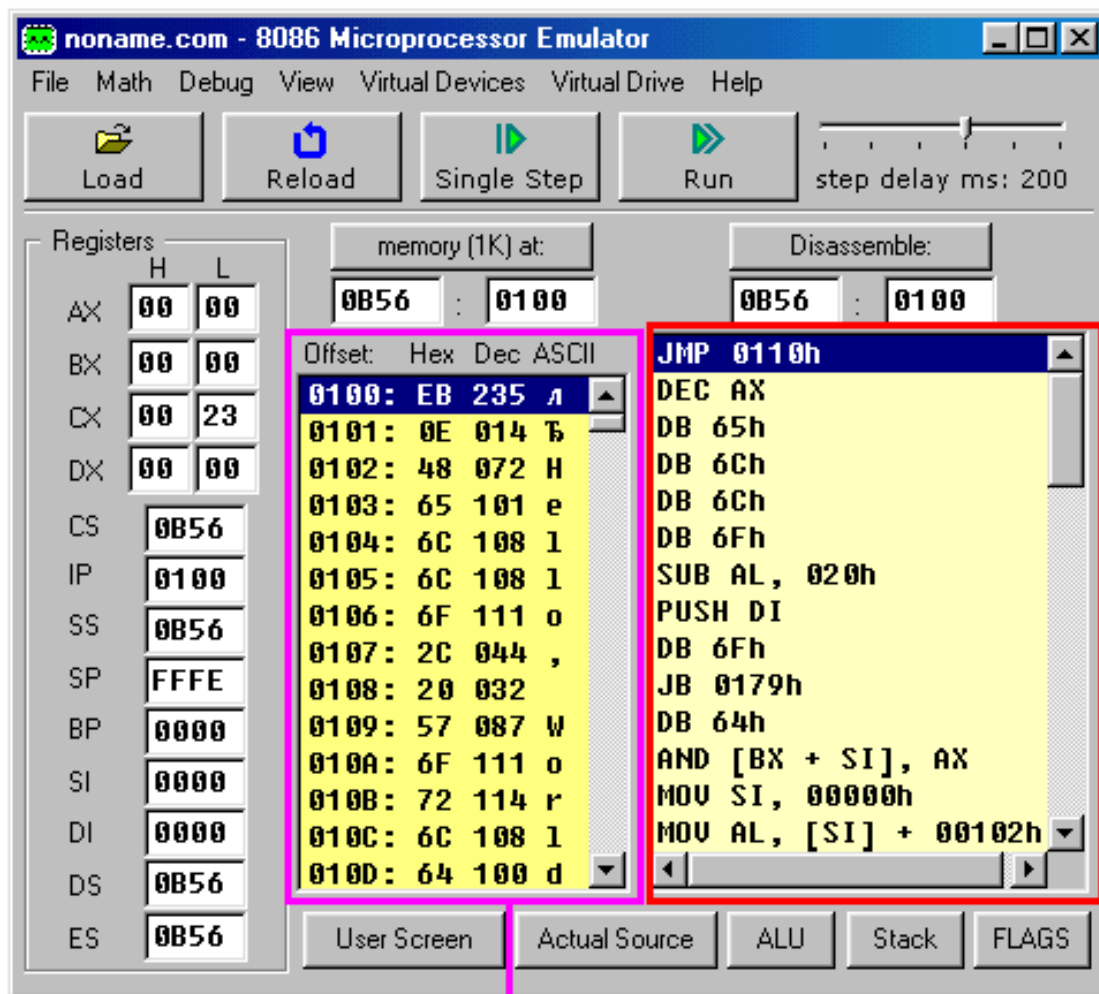 noname.com - 8086 Microprocessor Emulator
File Math Debug View Virtual Devices Virtual Drive Help
Load Reload Single Step Run step delay ms: 200
Registers
H L
AX 00 00
BX 00 00
CX 00 23
DX 00 00
CS 0B56
IP 0100
SS 0B56
SP FFFE
BP 0000
SI 0000
DI 0000
DS 0B56
ES 0B56
memory (1K) at:
0B56 : 0100
Offset: Hex Dec ASCII
0100: EB 235 л
0101: 0E 014 Ђ
0102: 48 072 H
0103: 65 101 e
0104: 6C 108 l
0105: 6C 108 l
0106: 6F 111 o
0107: 2C 044 ,
0108: 20 032
0109: 57 087 W
010A: 6F 111 o
010B: 72 114 r
010C: 6C 108 l
010D: 64 100 d
Disassemble:
0B56 : 0100
JMP 0110h
DEC AX
DB 65h
DB 6Ch
DB 6Ch
DB 6Fh
SUB AL, 020h
PUSH DI
DB 6Fh
JB 0179h
DB 64h
AND [BX + SI], AX
MOV SI, 00000h
MOV AL, [SI] + 00102h
User Screen Actual Source ALU Stack FLAGS